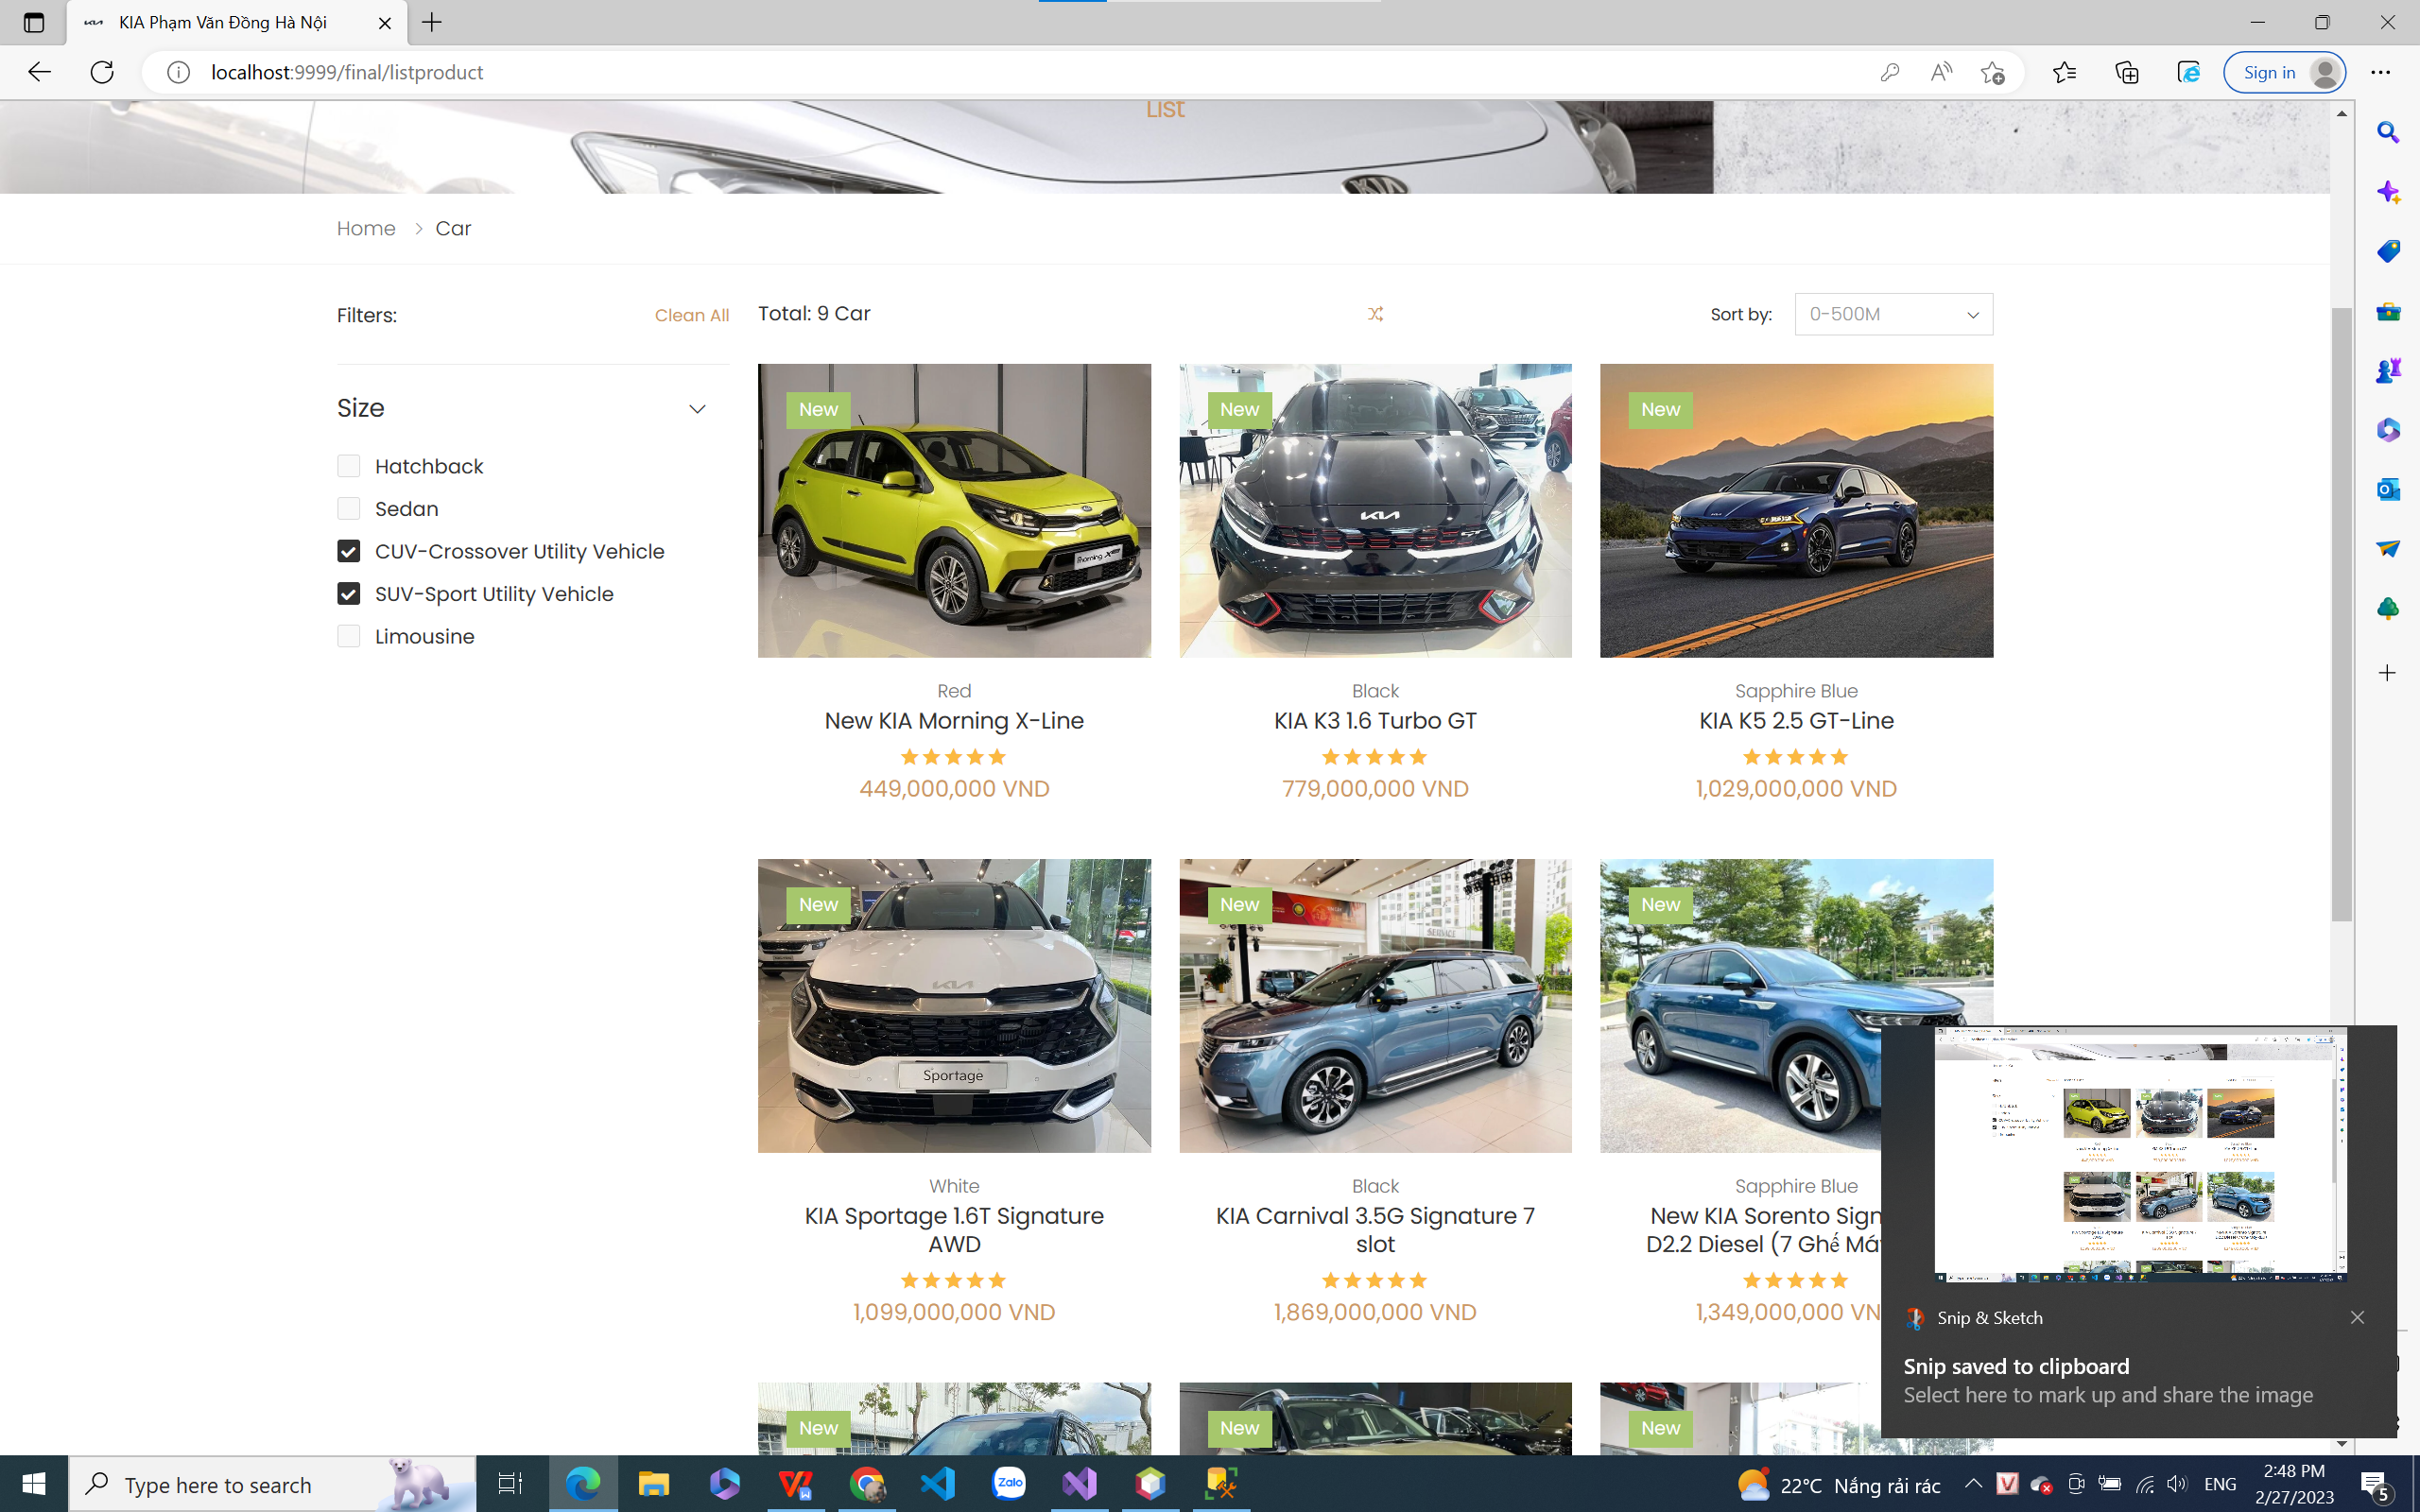 KIA Phạm Văn Đồng Hà Nội
localhost:9999/final/listproduct
Sign in
List
Home > Car
Filters:
Clean All
Total: 9 Car
Sort by:
0-500M
Size
Hatchback
Sedan
CUV-Crossover Utility Vehicle
SUV-Sport Utility Vehicle
Limousine
New
New
New
Red
New KIA Morning X-Line
449,000,000 VND
Black
KIA K3 1.6 Turbo GT
779,000,000 VND
Sapphire Blue
KIA K5 2.5 GT-Line
1,029,000,000 VND
New
New
New
SERVICE
Sportage
White
KIA Sportage 1.6T Signature
AWD
1,099,000,000 VND
Black
KIA Carnival 3.5G Signature 7
slot
1,869,000,000 VND
Sapphire Blue
New KIA Sorento Sign
D2.2 Diesel (7 Ghế Má
1,349,000,000 VN
New
New
New
Snip & Sketch
Snip saved to clipboard
Select here to mark up and share the image
Type here to search
Zalo
22°C Nắng rải rác
ENG
2:48 PM
2/27/2023
5